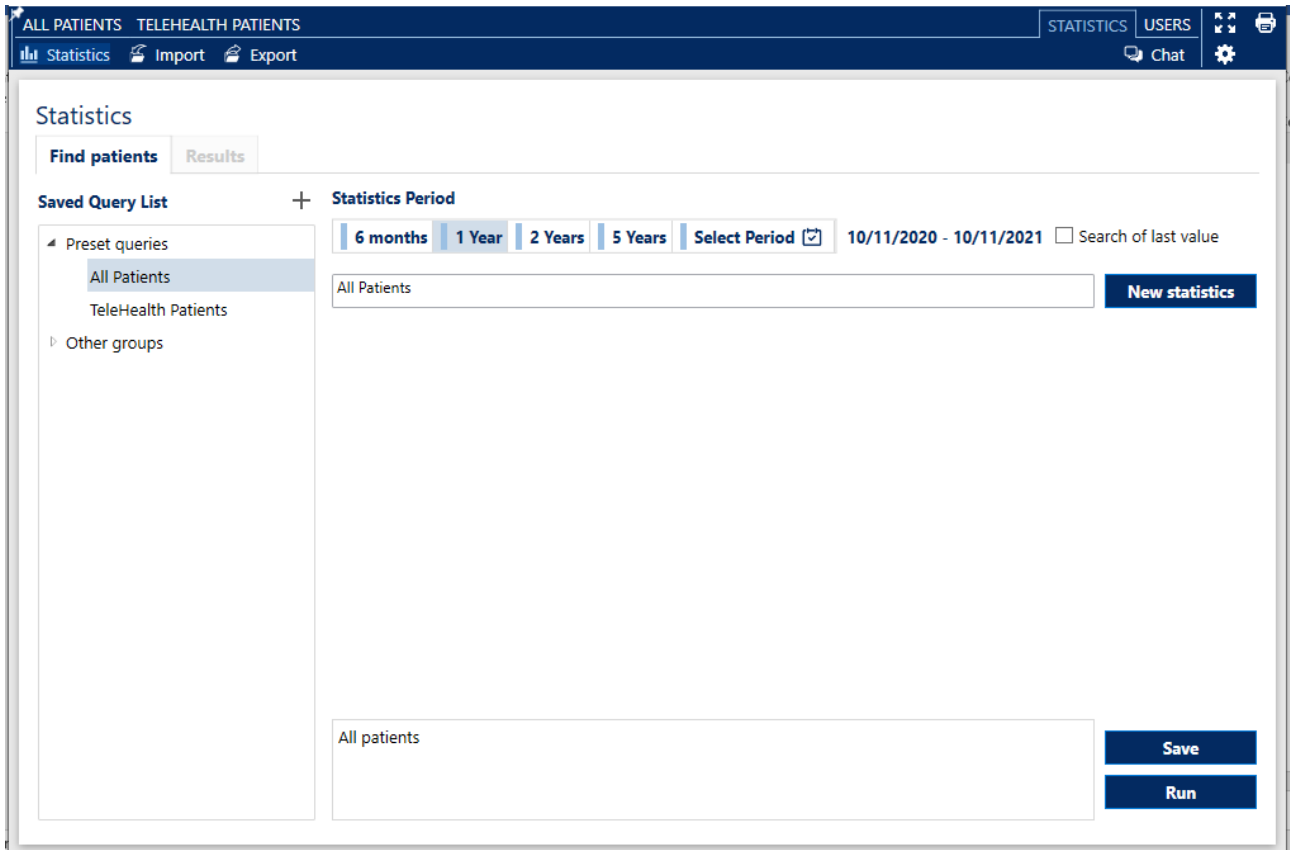 ALL PATIENTS TELEHEALTH PATIENTS STATISTICS USERS
Statistics Import Export Chat
Statistics
Find patients Results
Saved Query List
Preset queries
All Patients
TeleHealth Patients
Other groups
Statistics Period
6 months 1 Year 2 Years 5 Years Select Period 10/11/2020 - 10/11/2021 Search of last value
All Patients New statistics
All patients
Save
Run